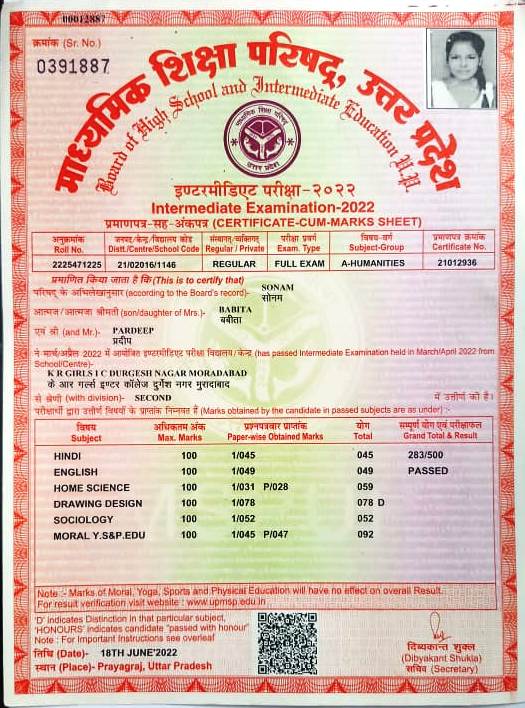 00012887
क्रमांक (Sr. No.)
0391887
माध्यमिक शिक्षा परिषद्, उत्तर प्रदेश
Board of High School and Intermediate Education U.P.
माध्यमिक शिक्षा परिषद्
उत्तर प्रदेश
इण्टरमीडिएट परीक्षा-२०२२
Intermediate Examination-2022
प्रमाणपत्र-सह-अंकपत्र (CERTIFICATE-CUM-MARKS SHEET)
अनुक्रमांक जनपद/केन्द्र/विद्यालय कोड संस्थागत/व्यक्तिगत परीक्षा प्रवर्ग विषय-वर्ग प्रमाणपत्र क्रमांक
Roll No. Distt./Centre/School Code Regular / Private Exam. Type Subject-Group Certificate No.
2225471225 21/02016/1146 REGULAR FULL EXAM A-HUMANITIES 21012936
प्रमाणित किया जाता है कि(This is to certify that)
परिषद् के अभिलेखानुसार (according to the Board's record)- SONAM
सोनम
आत्मज/आत्मजा श्रीमती (son/daughter of Mrs.)- BABITA
बबीता
एवं श्री (and Mr.)- PARDEEP
प्रदीप
ने मार्च/अप्रैल 2022 में आयोजित इण्टरमीडिएट परीक्षा विद्यालय/केन्द्र (has passed Intermediate Examination held in March/April 2022 from
School/Centre)-
K R GIRLS I C DURGESH NAGAR MORADABAD
के आर गर्ल्स इण्टर कॉलेज दुर्गेश नगर मुरादाबाद
से श्रेणी (with division)- SECOND में उत्तीर्ण की है।
परीक्षार्थी द्वारा उत्तीर्ण विषयों के प्राप्तांक निम्नवत हैं (Marks obtained by the candidate in passed subjects are as under) :-
विषय अधिकतम अंक प्रश्नपत्रवार प्राप्तांक योग सम्पूर्ण योग एवं परीक्षाफल
Subject Max. Marks Paper-wise Obtained Marks Total Grand Total & Result
HINDI 100 1/045 045 283/500
ENGLISH 100 1/049 049 PASSED
HOME SCIENCE 100 1/031 P/028 059
DRAWING DESIGN 100 1/078 078 D
SOCIOLOGY 100 1/052 052
MORAL Y.S&P.EDU 100 1/045 P/047 092
Note :- Marks of Moral, Yoga, Sports and Physical Education will have no effect on overall Result.
For result verification visit website : www.upmsp.edu.in
'D' indicates Distinction in that particular subject,
'HONOURS' indicates candidate "passed with honour"
Note : For Important Instructions see overleaf
तिथि (Date)- 18TH JUNE'2022
स्थान (Place)- Prayagraj, Uttar Pradesh
दिब्यकान्त शुक्ल
(Dibyakant Shukla)
सचिव (Secretary)